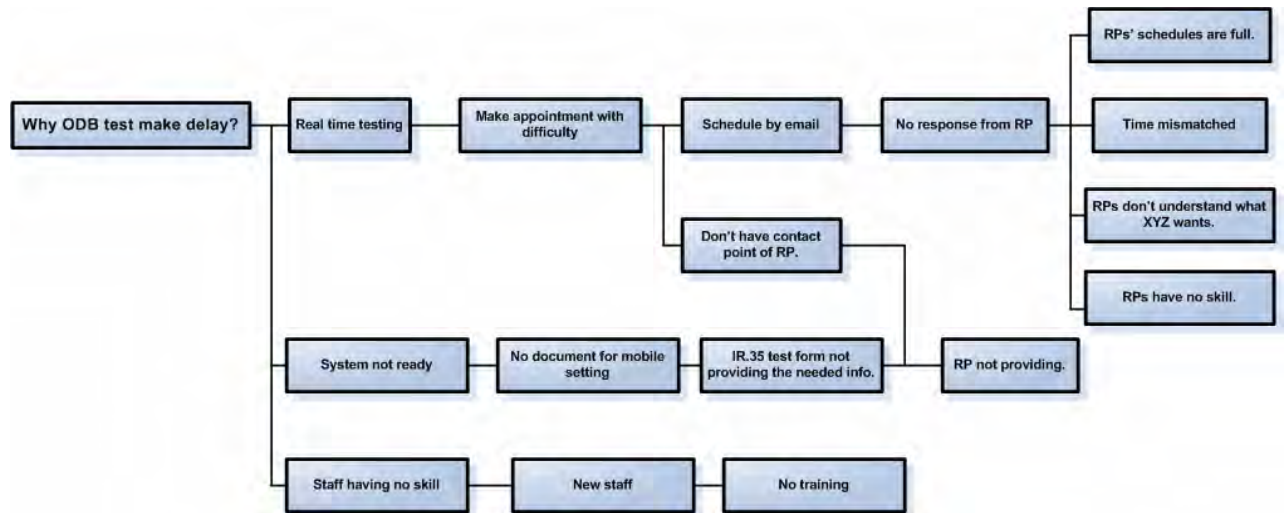 RPs' schedules are full.
Why ODB test make delay?
Real time testing
Make appointment with
difficulty
Schedule by email
No response from RP
Time mismatched
RPs don't understand what
XYZ wants.
Don't have contact
point of RP.
RPs have no skill.
System not ready
No document for mobile
setting
IR.35 test form not
providing the needed info.
RP not providing.
Staff having no skill
New staff
No training